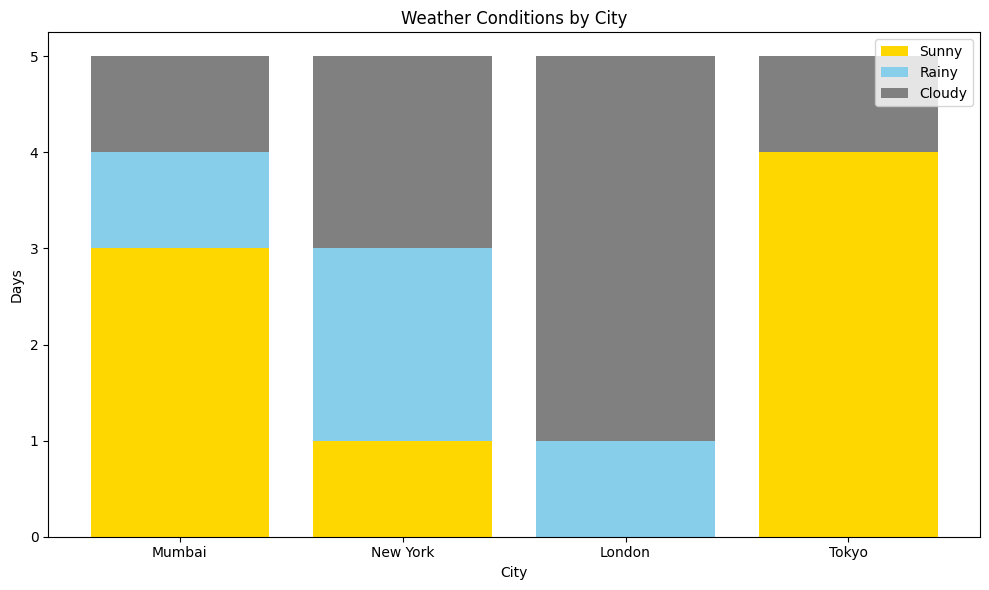 Weather Conditions by City
Sunny
Rainy
Cloudy
5
4
3
2
1
0
Days
Mumbai
New York
London
Tokyo
City